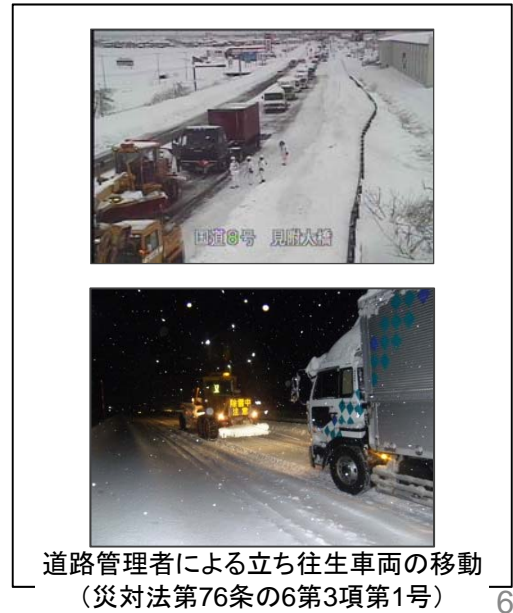 国道8号 見附大橋
除雪中
注意
道路管理者による立ち往生車両の移動
(災対法第76条の6第3項第1号)
6